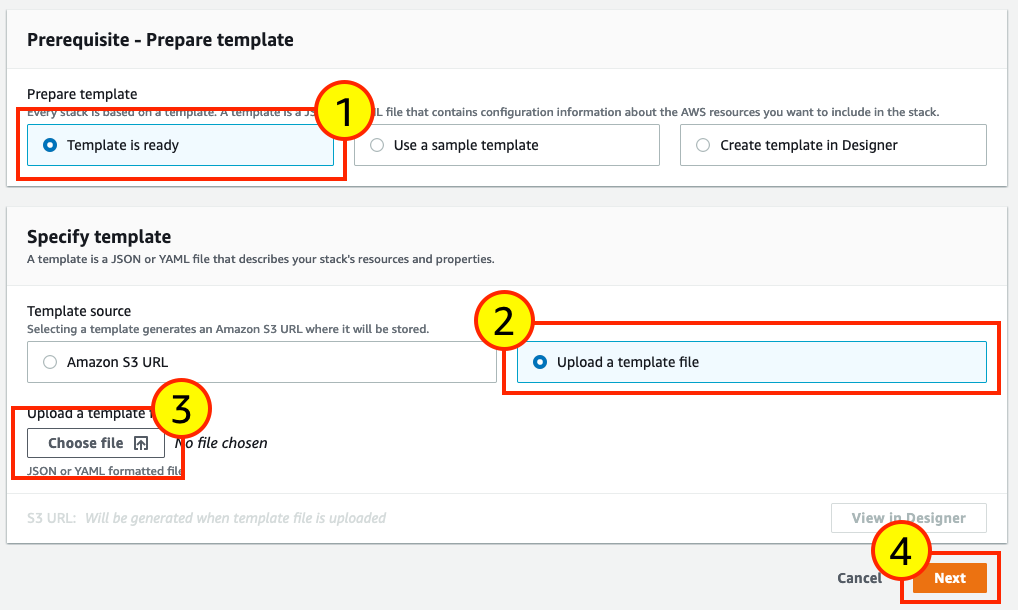 Prerequisite - Prepare template
Prepare template
Every stack is based on a template. A template is a JS
L file that contains configuration information about the AWS resources you want to include in the stack.
1
Template is ready
Use a sample template
Create template in Designer
Specify template
A template is a JSON or YAML file that describes your stack's resources and properties.
Template source
Selecting a template generates an Amazon S3 URL where it will be stored.
2
Amazon S3 URL
Upload a template file
3
Upload a template f
Choose file
No file chosen
JSON or YAML formatted file
S3 URL: Will be generated when template file is uploaded
View in Designer
4
Cancel
Next